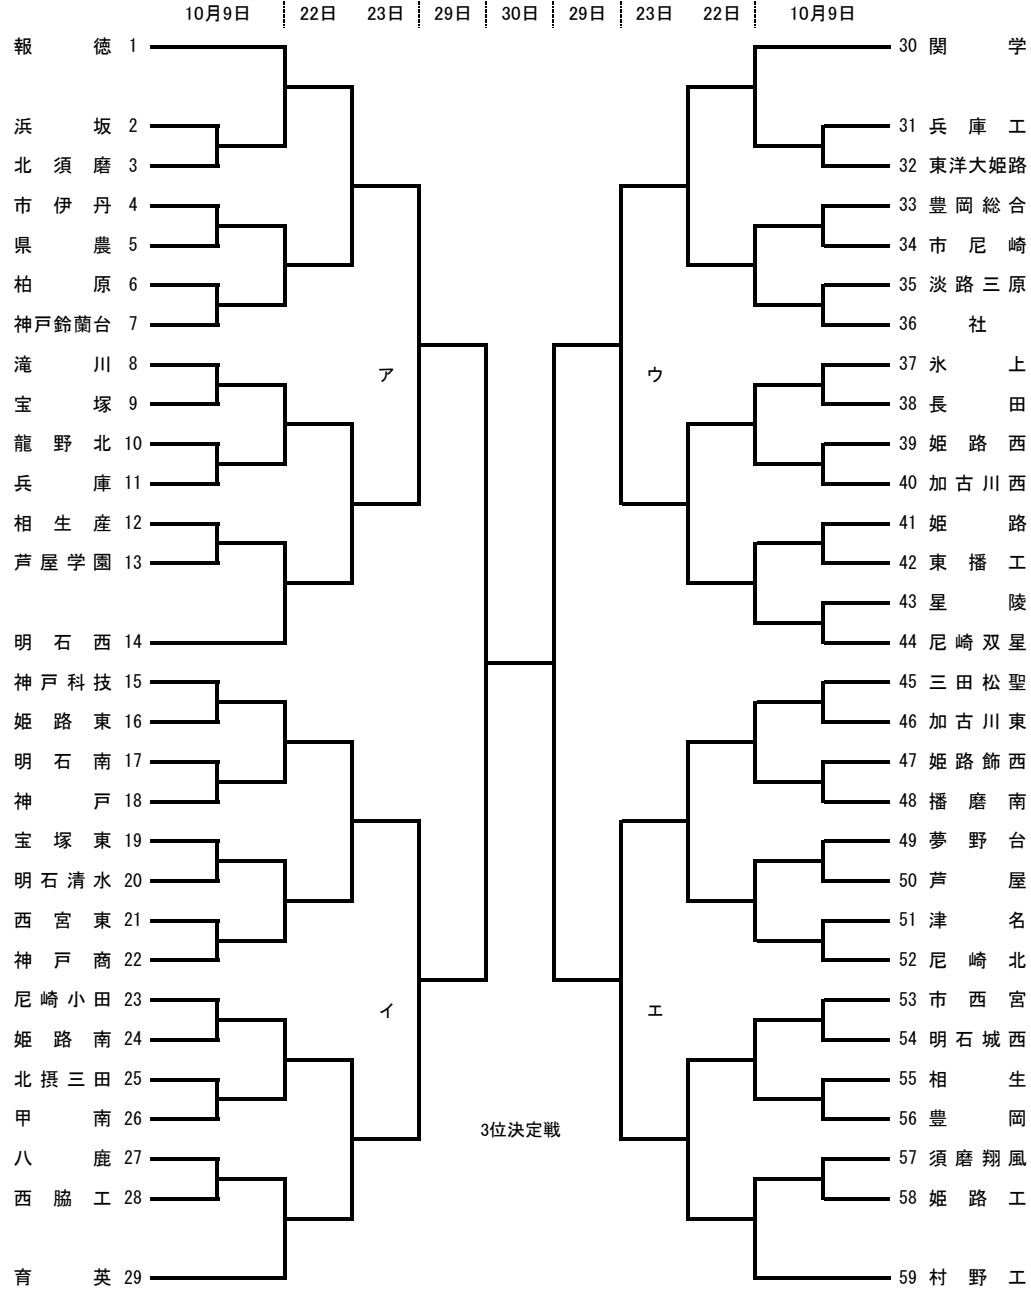 10月9日 22日 23日 29日 30日 29日 23日 22日 10月9日
報徳 1
浜坂 2
北須磨 3
市伊丹 4
県農 5
柏原 6
神戸鈴蘭台 7
滝川 8
宝塚 9
龍野北 10
兵庫 11
相生産 12
芦屋学園 13
明石西 14
神戸科技 15
姫路東 16
明石南 17
神戸 18
宝塚東 19
明石清水 20
西宮東 21
神戸商 22
尼崎小田 23
姫路南 24
北摂三田 25
甲南 26
八鹿 27
西脇工 28
育英 29
ア
イ
3位決定戦
ウ
エ
30 関学
31 兵庫工
32 東洋大姫路
33 豊岡総合
34 市尼崎
35 淡路三原
36 社
37 氷上
38 長田
39 姫路西
40 加古川西
41 姫路
42 東播工
43 星陵
44 尼崎双星
45 三田松聖
46 加古川東
47 姫路飾西
48 播磨南
49 夢野台
50 芦屋
51 津名
52 尼崎北
53 市西宮
54 明石城西
55 相生
56 豊岡
57 須磨翔風
58 姫路工
59 村野工